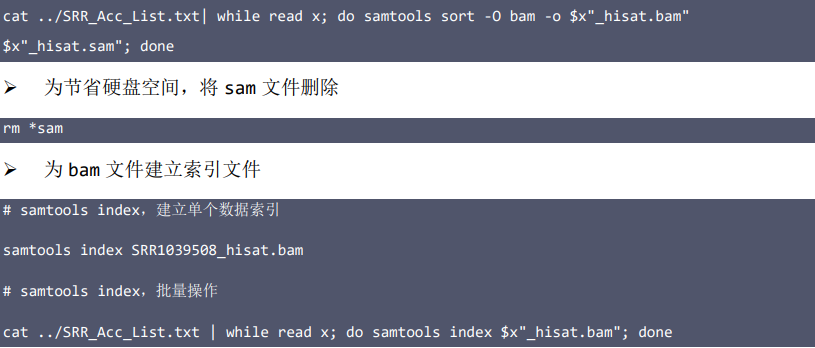 cat ../SRR_Acc_List.txt| while read x; do samtools sort -O bam -o $x"_hisat.bam"
$x"_hisat.sam"; done
➢ 为节省硬盘空间，将 sam 文件删除
rm *sam
➢ 为 bam 文件建立索引文件
# samtools index，建立单个数据索引
samtools index SRR1039508_hisat.bam
# samtools index，批量操作
cat ../SRR_Acc_List.txt | while read x; do samtools index $x"_hisat.bam"; done